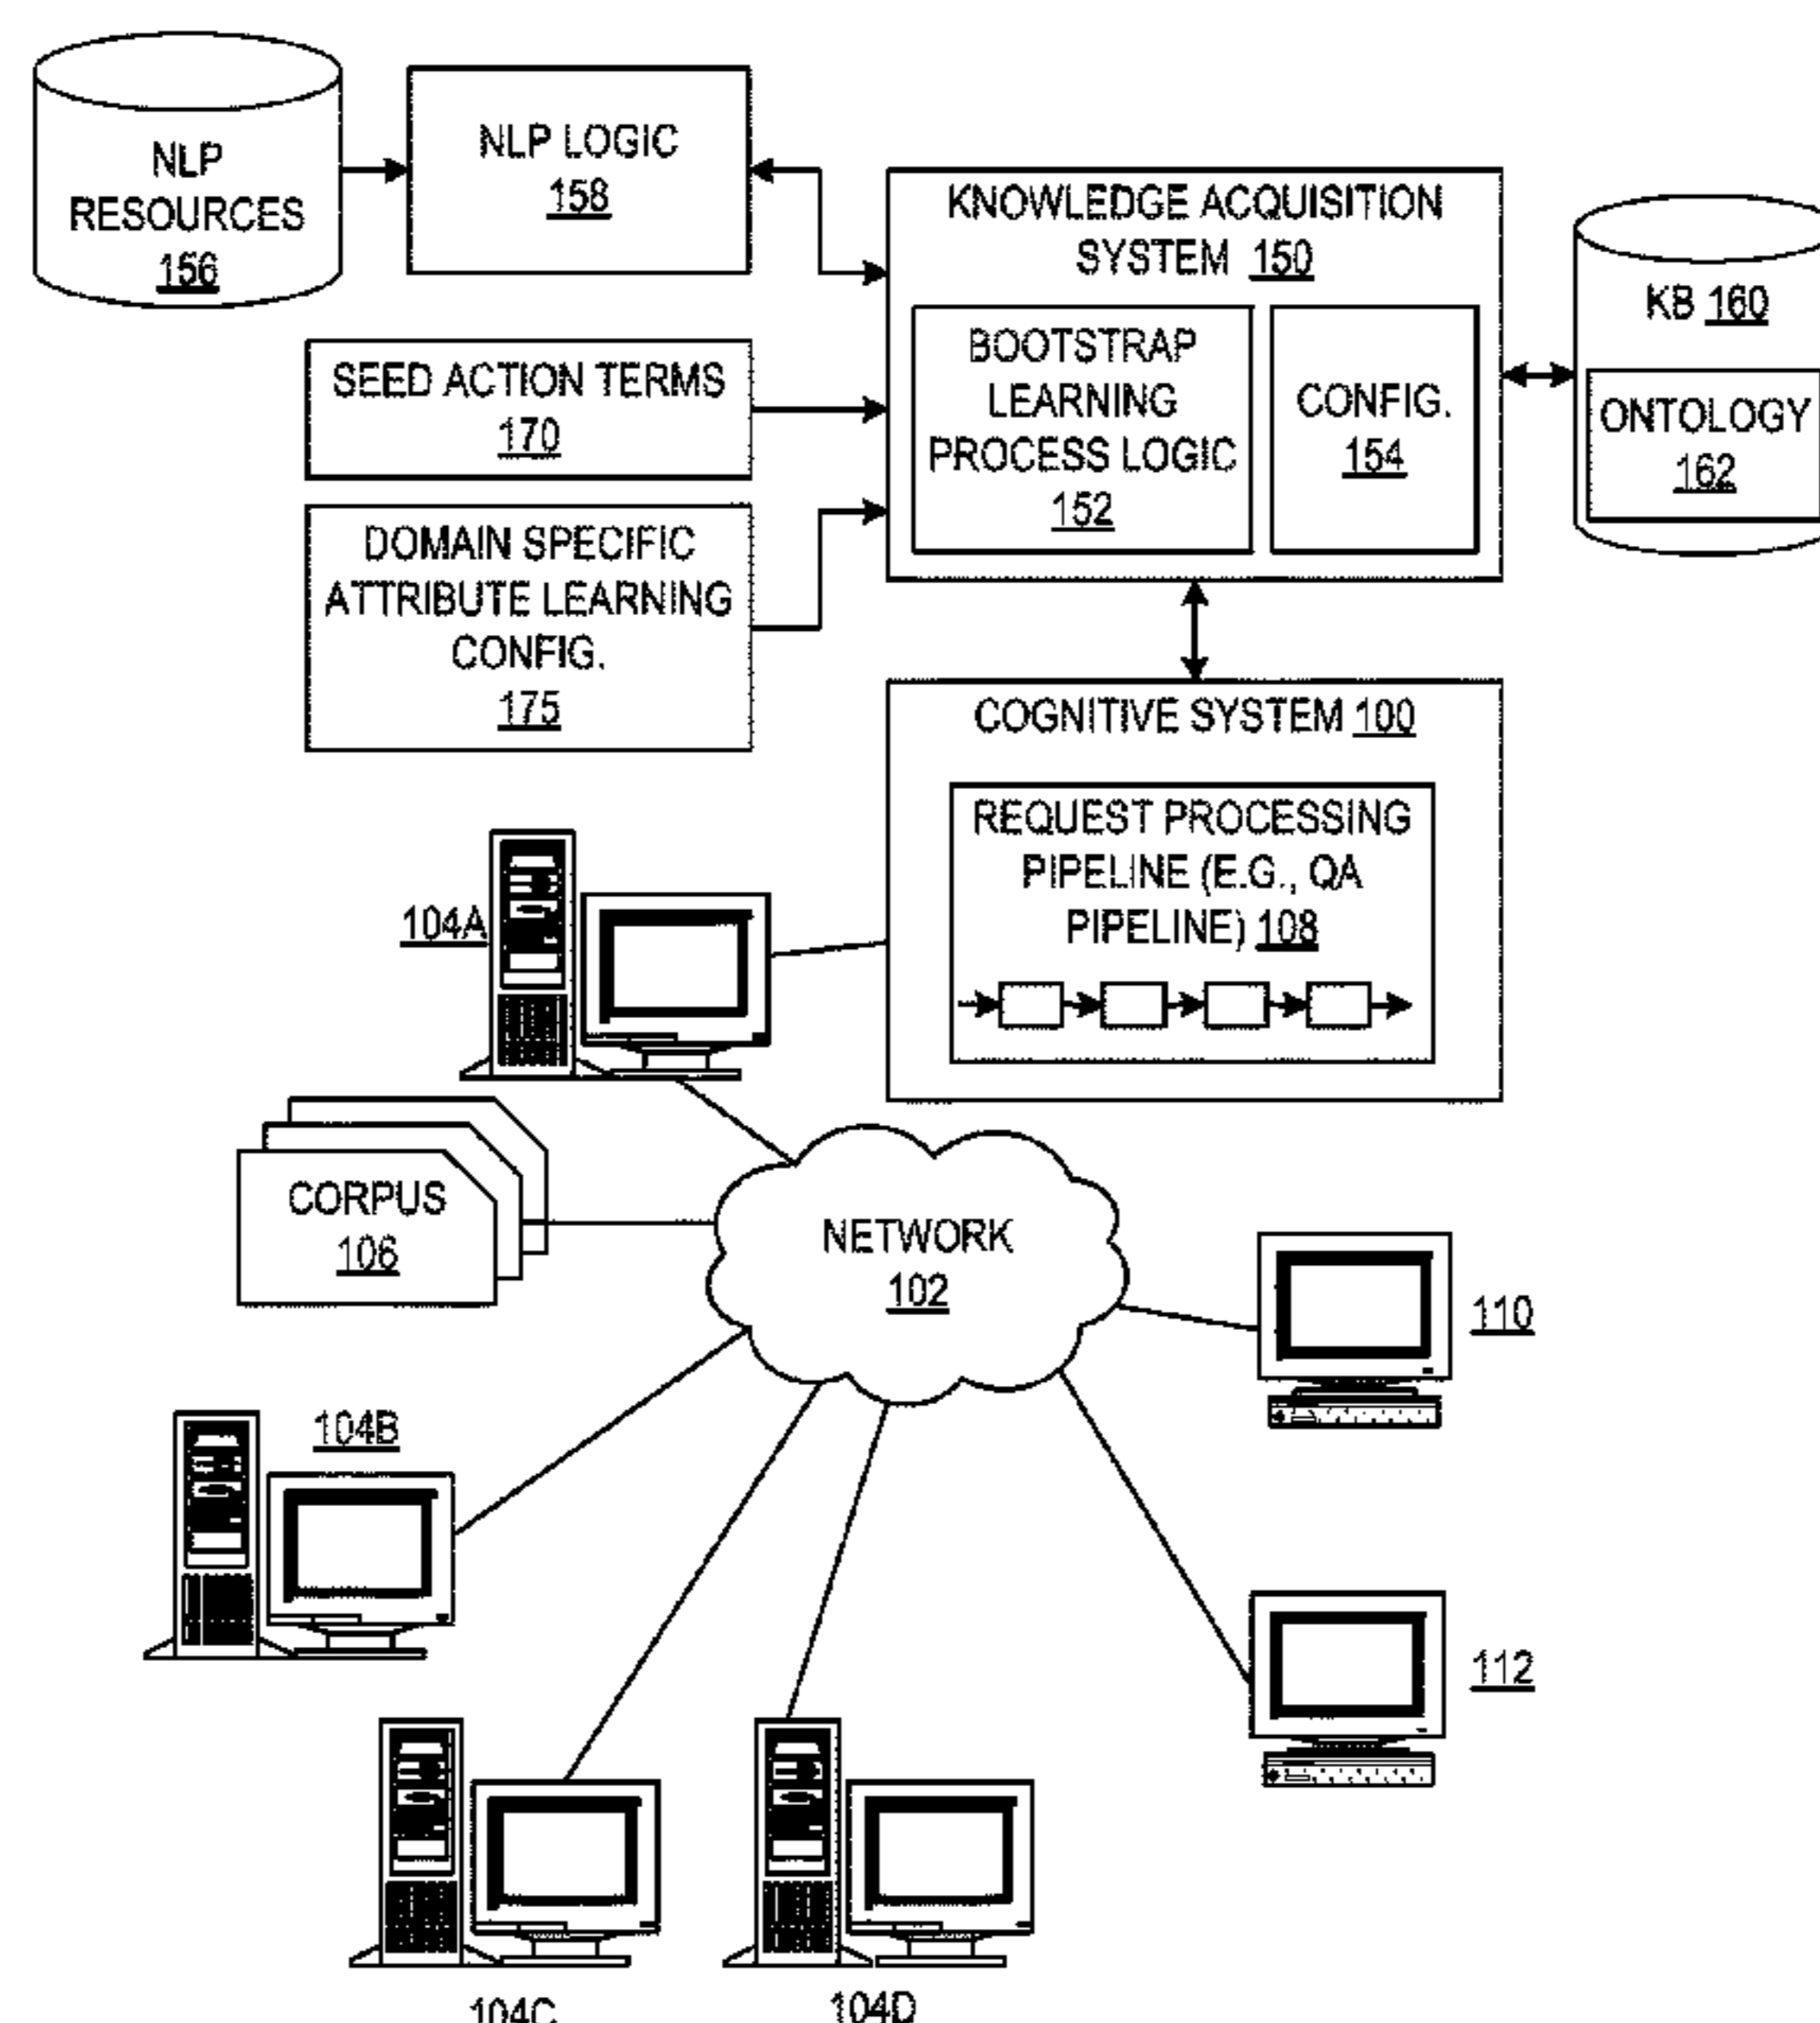 NLP
RESOURCES
156
NLP LOGIC
158
KNOWLEDGE ACQUISITION
SYSTEM 150
BOOTSTRAP
LEARNING
PROCESS LOGIC
152
CONFIG.
154
KB 160
ONTOLOGY
162
SEED ACTION TERMS
170
DOMAIN SPECIFIC
ATTRIBUTE LEARNING
CONFIG.
175
COGNITIVE SYSTEM 100
REQUEST PROCESSING
PIPELINE (E.G., QA
PIPELINE) 108
104A
CORPUS
106
NETWORK
102
110
104B
112
104C
104D